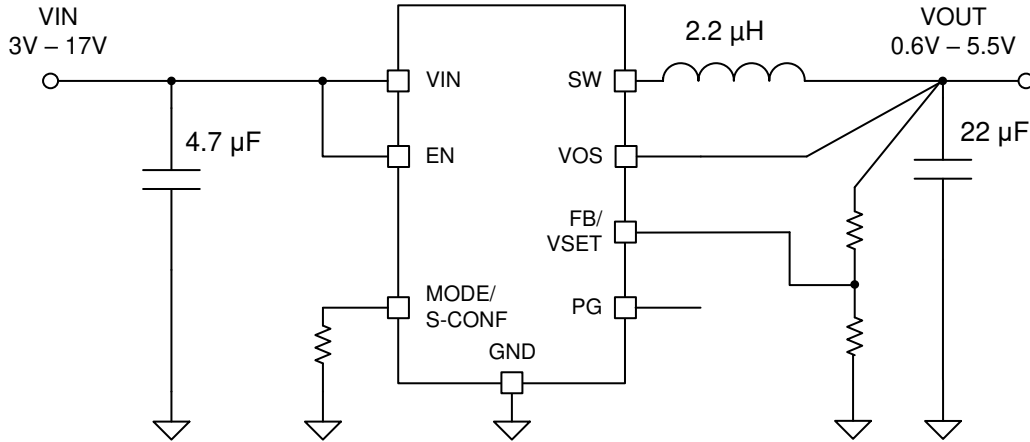 VIN
3V – 17V
4.7 µF
VIN
EN
MODE/
S-CONF
GND
SW
VOS
FB/
VSET
PG
2.2 µH
VOUT
0.6V – 5.5V
22 µF